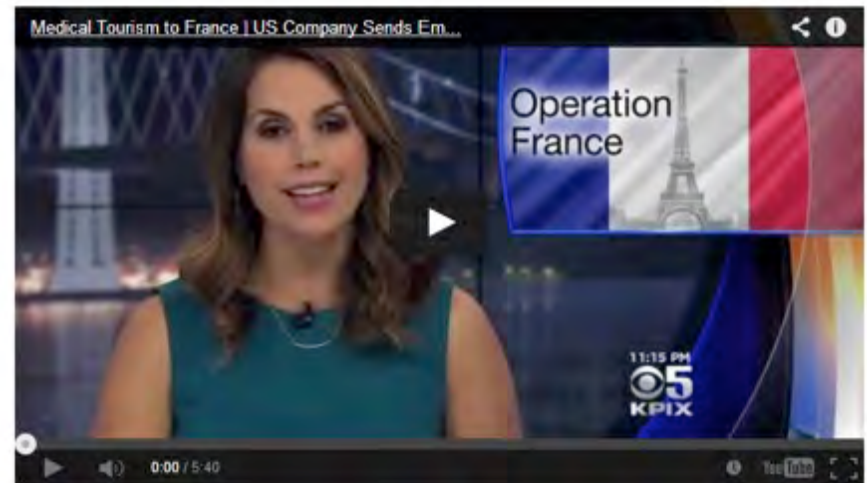 Medical Tourism to France | US Company Sends Em...
Operation
France
11:15 PM
5
KPIX
0:00 / 5:40
YouTube